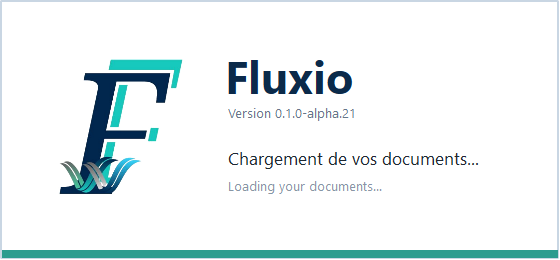 Fluxio
Version 0.1.0-alpha.21
Chargement de vos documents...
Loading your documents...